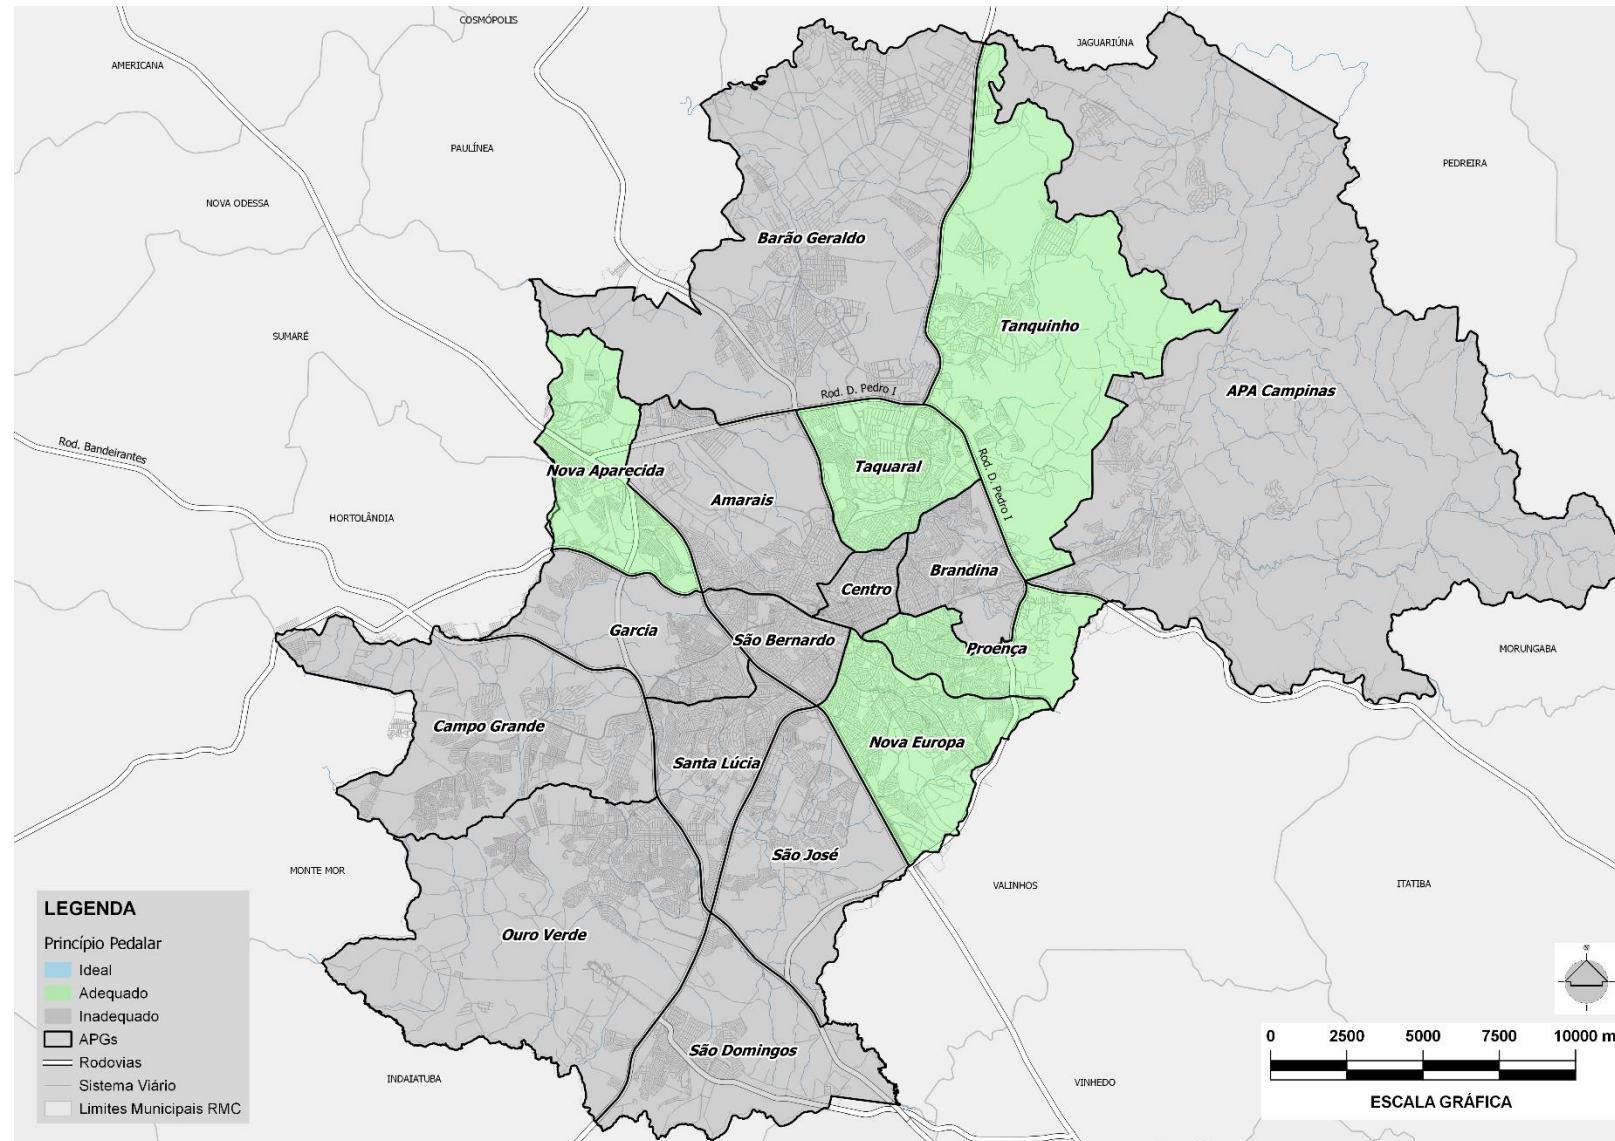 COSMÓPOLIS
JAGUARIÚNA
AMERICANA
PAULÍNEA
PEDREIRA
NOVA ODESSA
Barão Geraldo
Tanquinho
SUMARÉ
Rod. D. Pedro I
APA Campinas
Rod. Bandeirantes
Nova Aparecida
Taquaral
Rod. D. Pedro I
Amarais
HORTOLÂNDIA
Brandina
Centro
Garcia
São Bernardo
Proença
MORUNGABA
Campo Grande
Nova Europa
Santa Lúcia
São José
MONTE MOR
VALINHOS
ITATIBA
Ouro Verde
São Domingos
INDAIATUBA
VINHEDO
LEGENDA
Princípio Pedalar
Ideal
Adequado
Inadequado
APGs
Rodovias
Sistema Viário
Limites Municipais RMC
N
0 2500 5000 7500 10000 m
ESCALA GRÁFICA